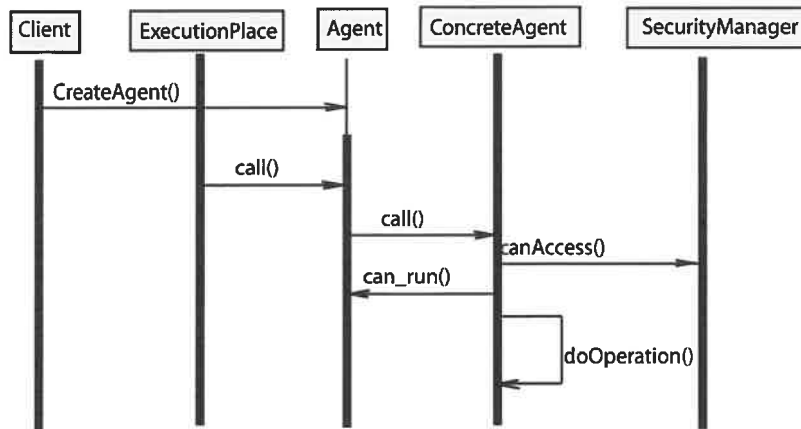 Client
ExecutionPlace
Agent
ConcreteAgent
SecurityManager
CreateAgent()
call()
call()
canAccess()
can_run()
doOperation()